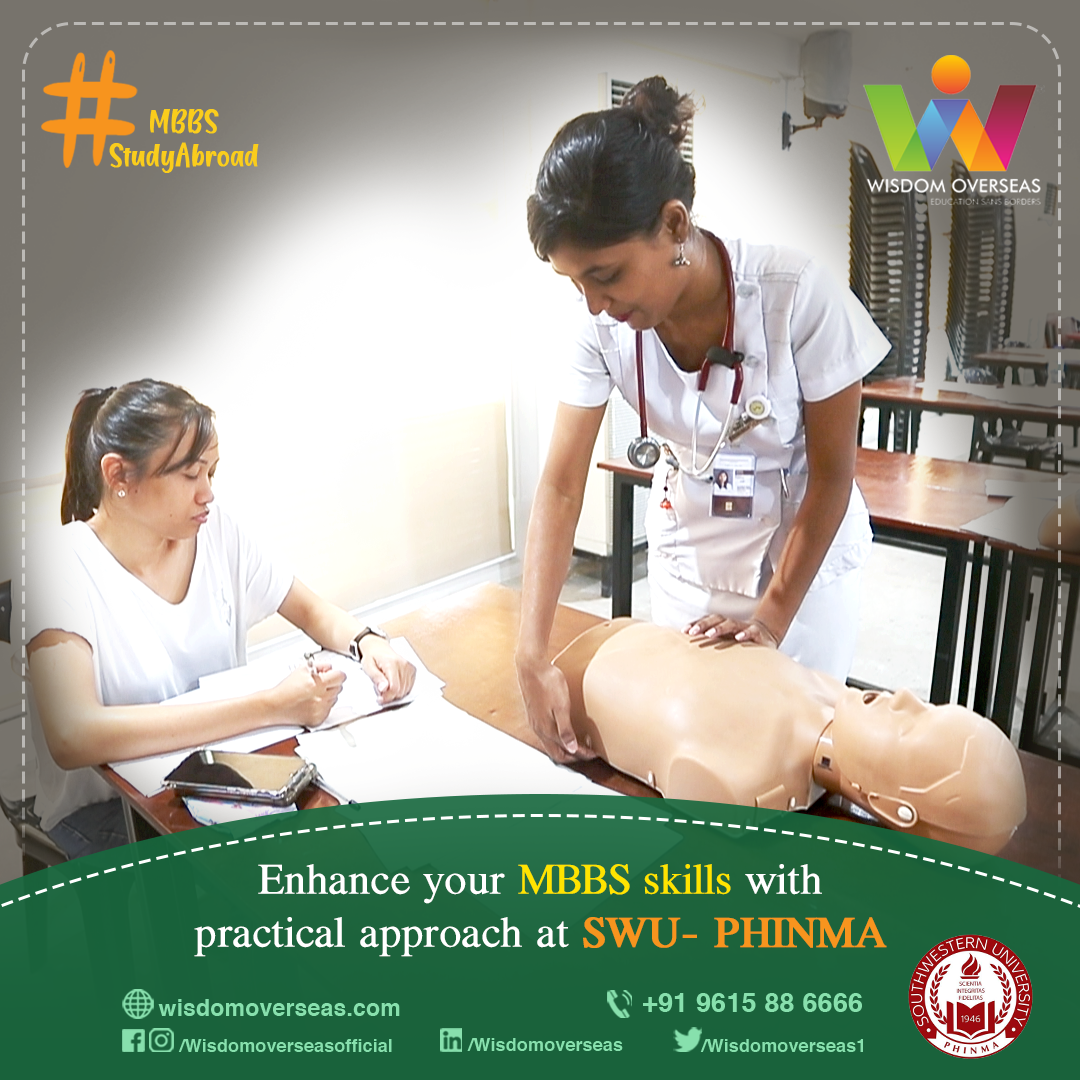 #MBBS
StudyAbroad
WISDOM OVERSEAS
EDUCATION SANS BORDERS
Enhance your MBBS skills with
practical approach at SWU- PHINMA
wisdomoverseas.com
+91 9615 88 6666
/Wisdomoverseasofficial
/Wisdomoverseas
/Wisdomoverseas1
SOUTHWESTERN UNIVERSITY
SCIENTIA
INTEGRITAS
FIDELITAS
1946
PHINMA